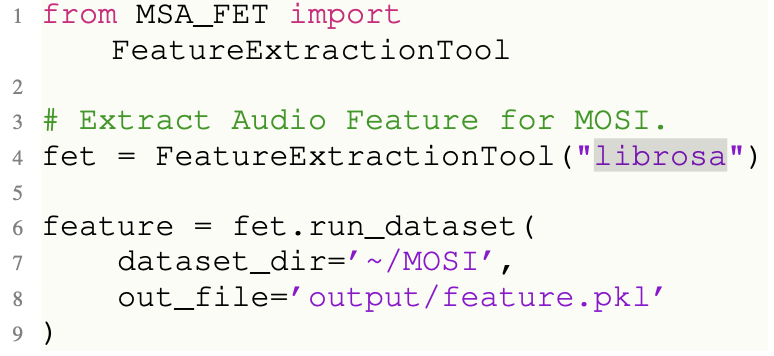 1 from MSA_FET import
FeatureExtractionTool
2
3 # Extract Audio Feature for MOSI.
4 fet = FeatureExtractionTool("librosa")
5
6 feature = fet.run_dataset(
7 dataset_dir='~/MOSI',
8 out_file='output/feature.pkl'
9 )